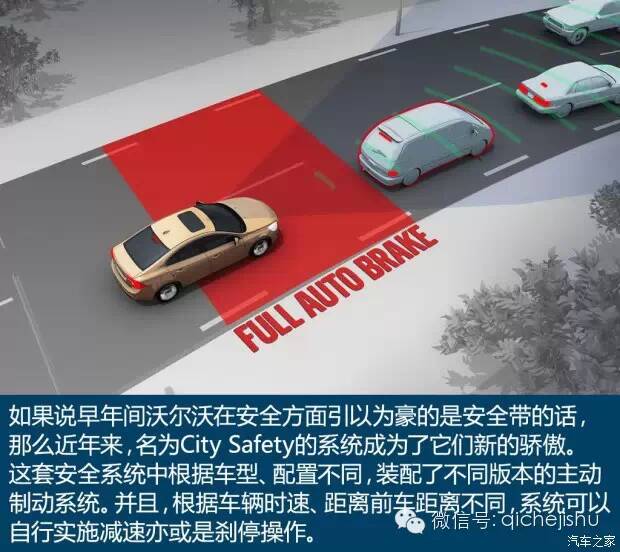 FULL AUTO BRAKE
如果说早年间沃尔沃在安全方面引以为豪的是安全带的话，
那么近年来，名为City Safety的系统成为了它们新的骄傲。
这套安全系统中根据车型、配置不同，装配了不同版本的主动
制动系统。并且，根据车辆时速、距离前车距离不同，系统可以
自行实施减速亦或是刹停操作。
微信号: qichejishu
汽车之家